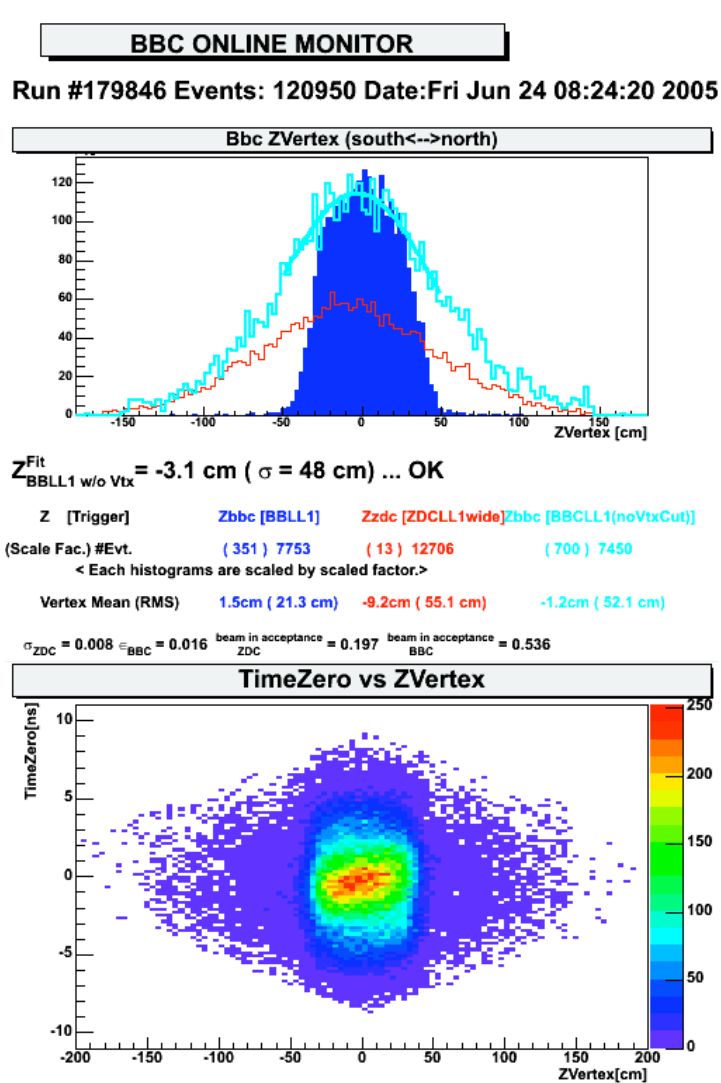 BBC ONLINE MONITOR
Run #179846 Events: 120950 Date:Fri Jun 24 08:24:20 2005
Bbc ZVertex (south<-->north)
120
100
80
60
40
20
0
-150 -100 -50 0 50 100 150
ZVertex [cm]
Z^Fit_BBLL1 w/o Vtx = -3.1 cm ( σ = 48 cm) ... OK
Z [Trigger] Zbbc [BBLL1] Zzdc [ZDCLL1wide] Zbbc [BBCLL1(noVtxCut)]
(Scale Fac.) #Evt. ( 351 ) 7753 ( 13 ) 12706 ( 700 ) 7450
< Each histograms are scaled by scaled factor.>
Vertex Mean (RMS) 1.5cm ( 21.3 cm) -9.2cm ( 55.1 cm) -1.2cm ( 52.1 cm)
σ_ZDC = 0.008 ε_BBC = 0.016 beam in acceptance_ZDC = 0.197 beam in acceptance_BBC = 0.536
TimeZero vs ZVertex
TimeZero[ns]
10
5
0
-5
-10
-200 -150 -100 -50 0 50 100 150 200
ZVertex[cm]
250
200
150
100
50
0